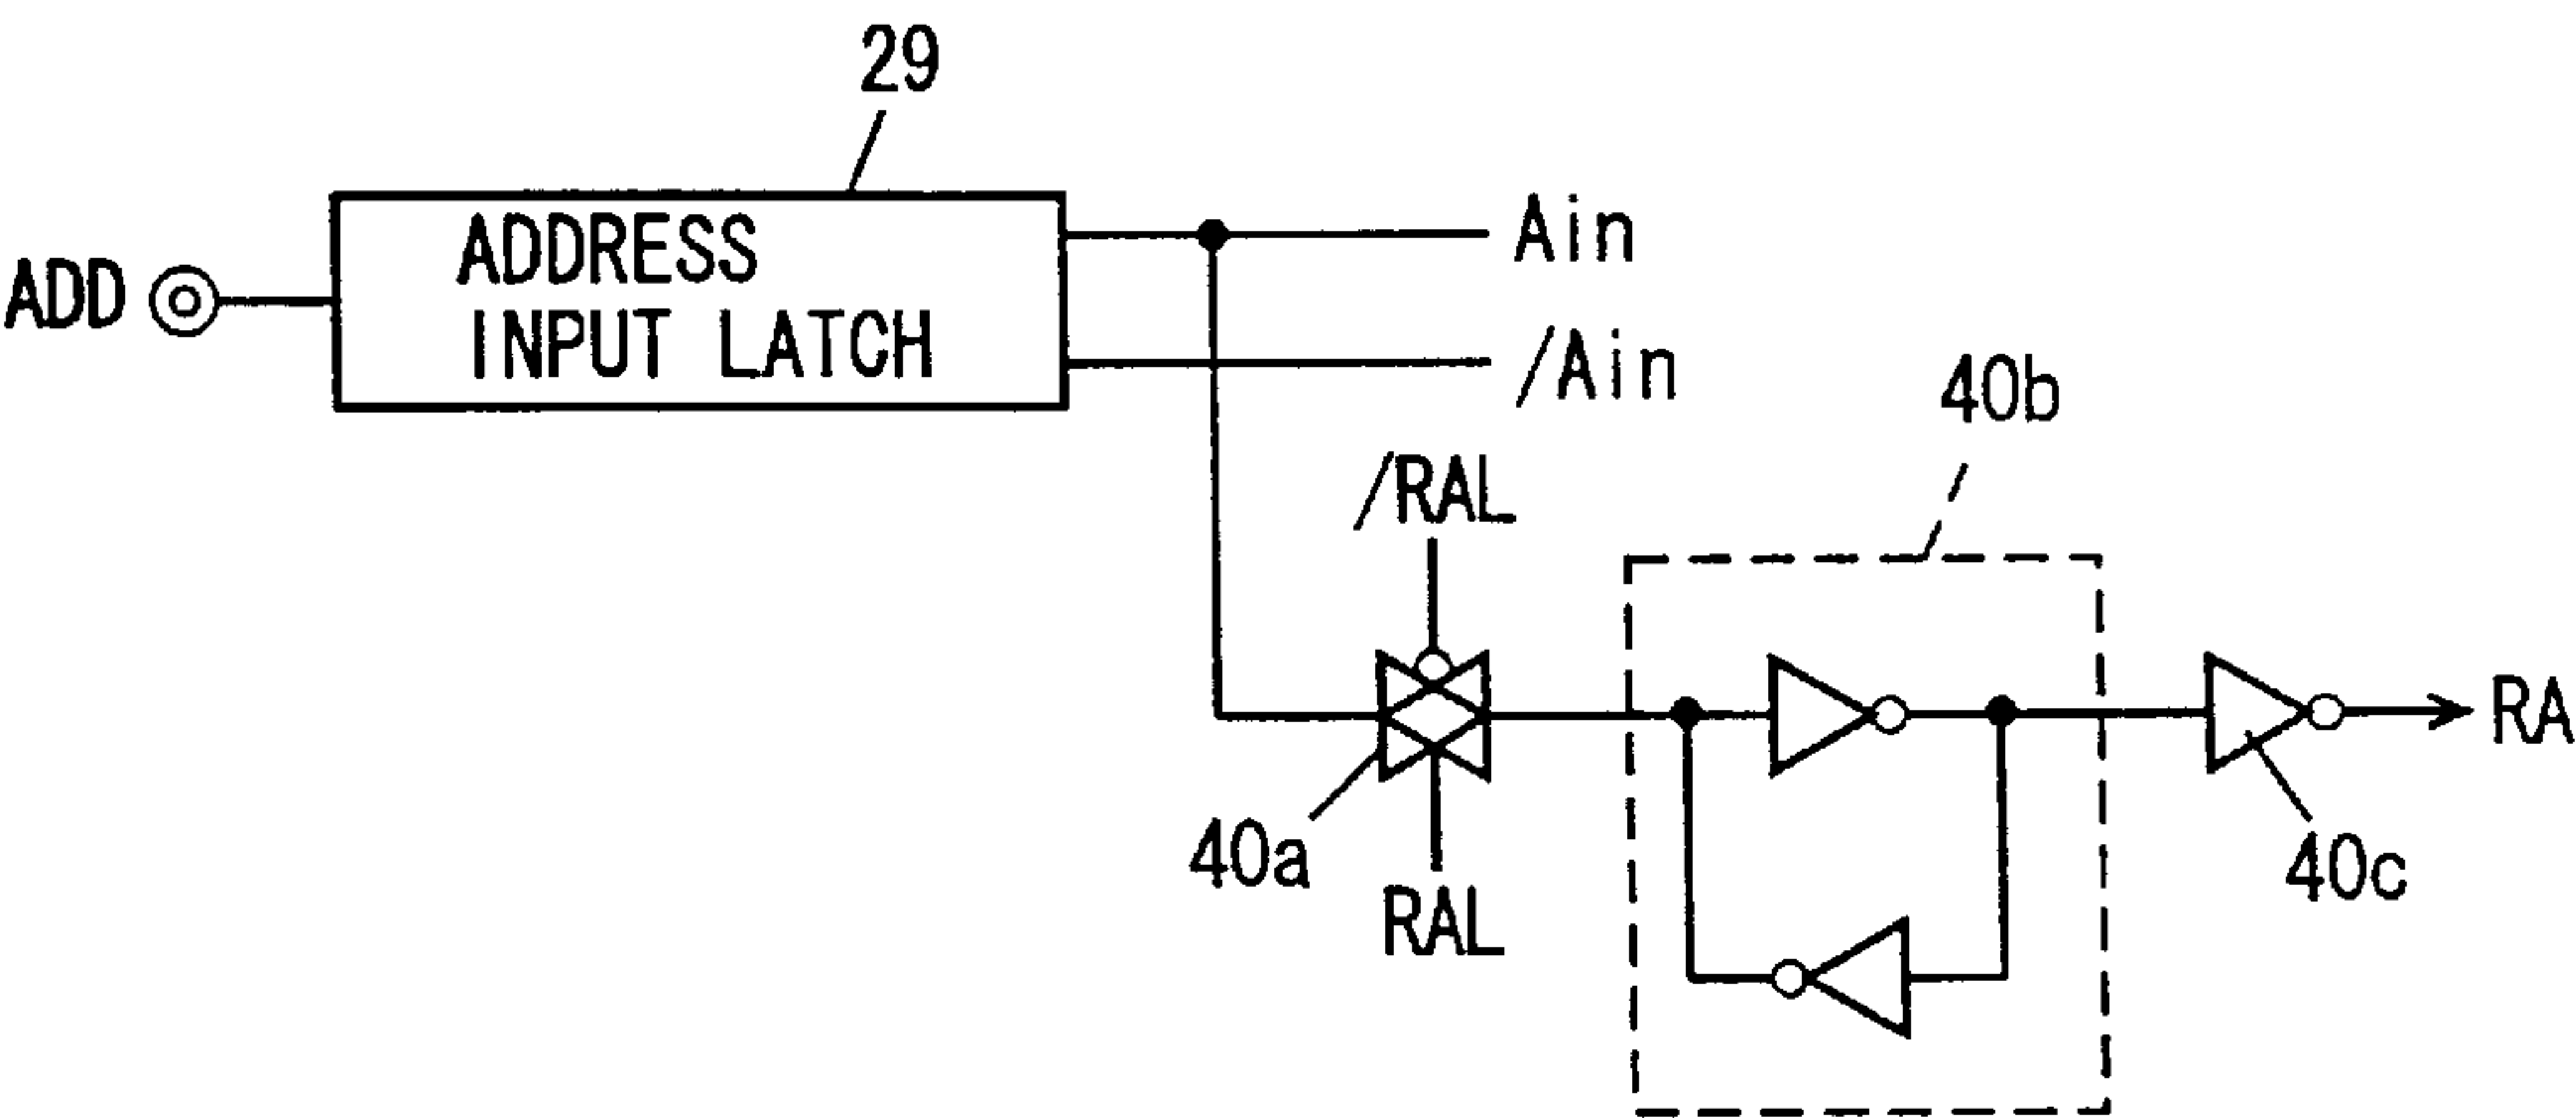 29
ADDRESS
INPUT LATCH
ADD
Ain
/Ain
40b
/RAL
40a
RAL
RA
40c